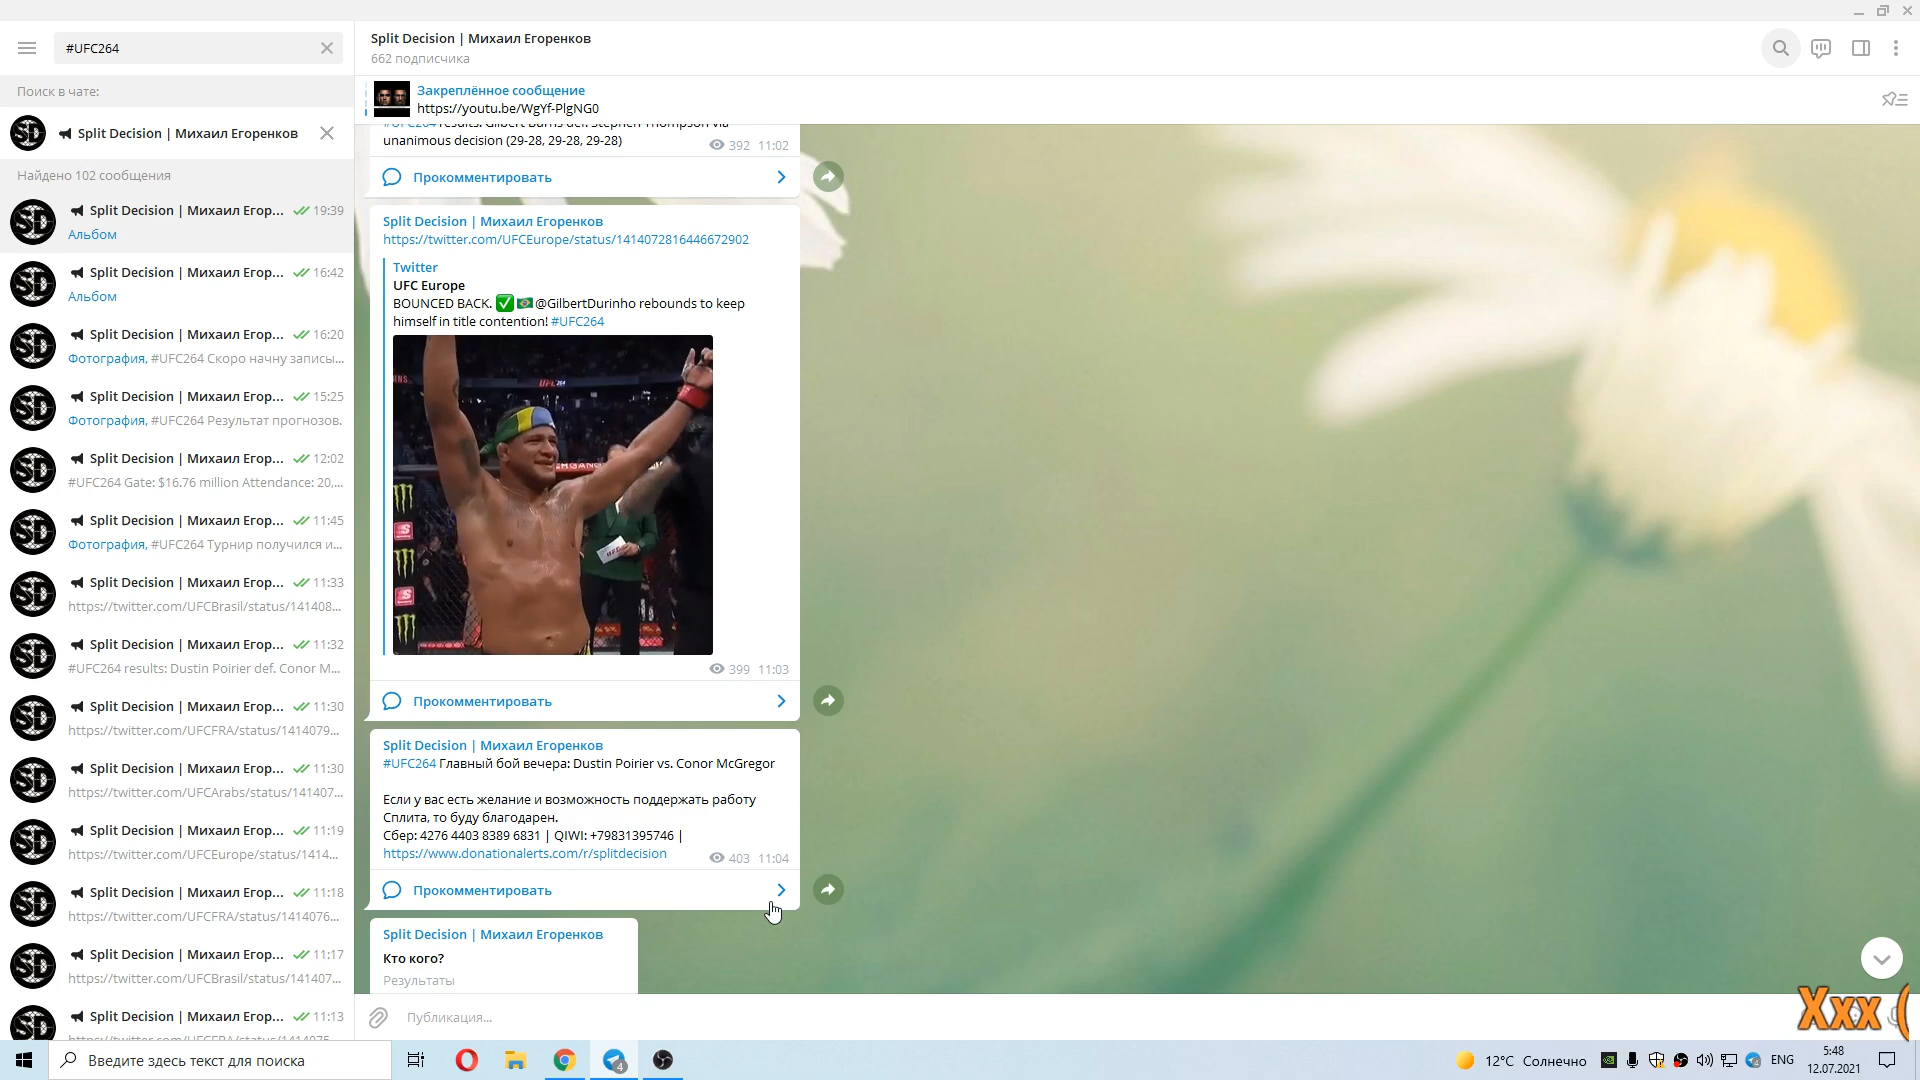 #UFC264
Поиск в чате:
Split Decision | Михаил Егоренков
Найдено 102 сообщения
Split Decision | Михаил Егор... 19:39
Альбом
Split Decision | Михаил Егор... 16:42
Альбом
Split Decision | Михаил Егор... 16:20
Фотография, #UFC264 Скоро начну записы...
Split Decision | Михаил Егор... 15:25
Фотография, #UFC264 Результат прогнозов.
Split Decision | Михаил Егор... 12:02
#UFC264 Gate: $16.76 million Attendance: 20,...
Split Decision | Михаил Егор... 11:45
Фотография, #UFC264 Турнир получился и...
Split Decision | Михаил Егор... 11:33
https://twitter.com/UFCBrasil/status/141408...
Split Decision | Михаил Егор... 11:32
#UFC264 results: Dustin Poirier def. Conor M...
Split Decision | Михаил Егор... 11:30
https://twitter.com/UFCFRA/status/1414079...
Split Decision | Михаил Егор... 11:30
https://twitter.com/UFCArabs/status/141407...
Split Decision | Михаил Егор... 11:19
https://twitter.com/UFCEurope/status/1414...
Split Decision | Михаил Егор... 11:18
https://twitter.com/UFCFRA/status/1414076...
Split Decision | Михаил Егор... 11:17
https://twitter.com/UFCBrasil/status/141407...
Split Decision | Михаил Егор... 11:13
https://twitter.com/UFCFRA/status/1414075...
Split Decision | Михаил Егоренков
662 подписчика
Закреплённое сообщение
https://youtu.be/WgYf-PlgNG0
#UFC264 results: Gilbert Burns def. Stephen Thompson via
unanimous decision (29-28, 29-28, 29-28) 392 11:02
Прокомментировать
Split Decision | Михаил Егоренков
https://twitter.com/UFCEurope/status/1414072816446672902
Twitter
UFC Europe
BOUNCED BACK. ✅🇧🇷@GilbertDurinho rebounds to keep
himself in title contention! #UFC264
UFC 264
399 11:03
Прокомментировать
Split Decision | Михаил Егоренков
#UFC264 Главный бой вечера: Dustin Poirier vs. Conor McGregor
Если у вас есть желание и возможность поддержать работу
Сплита, то буду благодарен.
Сбер: 4276 4403 8389 6831 | QIWI: +79831395746 |
https://www.donationalerts.com/r/splitdecision 403 11:04
Прокомментировать
Split Decision | Михаил Егоренков
Кто кого?
Результаты
Публикация...
Xxx (
Введите здесь текст для поиска
4
12°C Солнечно
ENG
5:48
12.07.2021